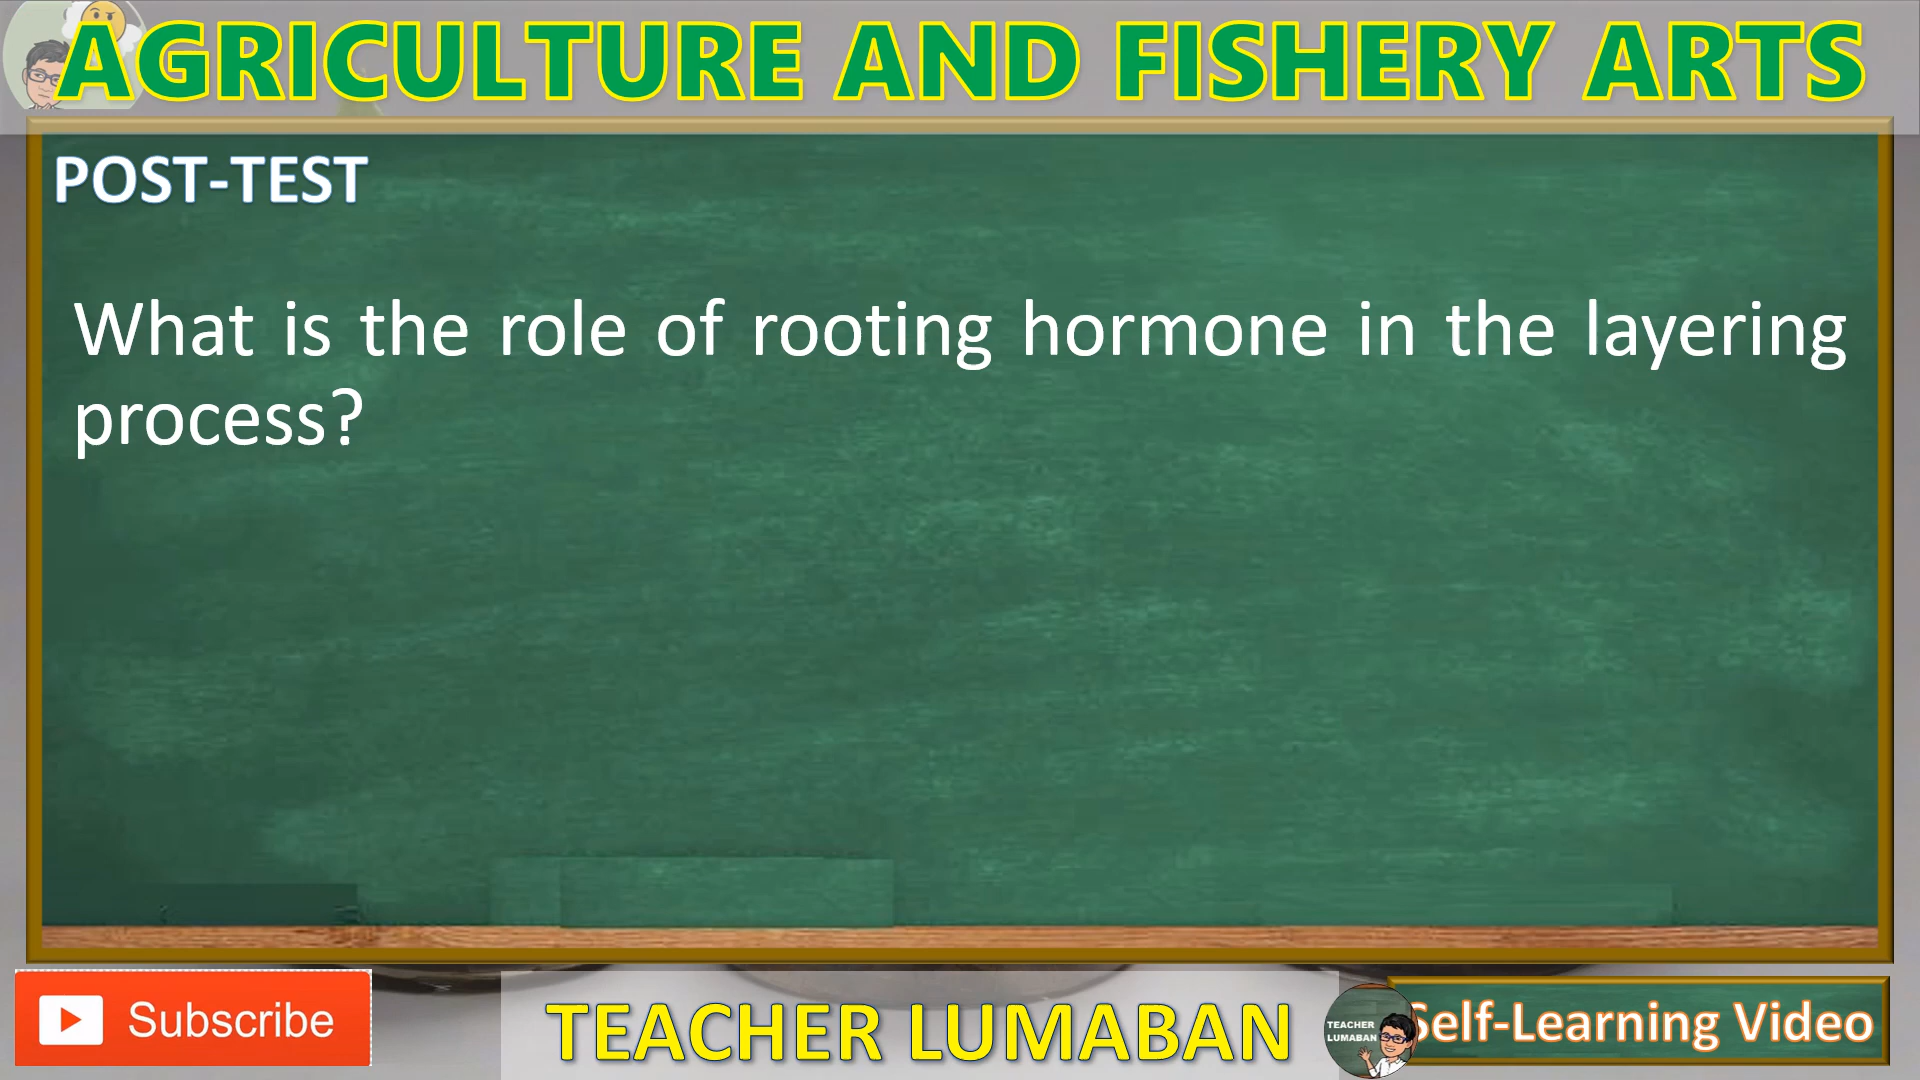 AGRICULTURE AND FISHERY ARTS
POST-TEST
What is the role of rooting hormone in the layering
process?
Subscribe
TEACHER LUMABAN
TEACHER
LUMABAN
Self-Learning Video